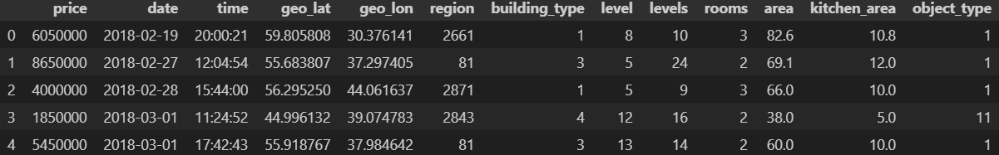 price date time geo_lat geo_lon region building_type level levels rooms area kitchen_area object_type
0 6050000 2018-02-19 20:00:21 59.805808 30.376141 2661 1 8 10 3 82.6 10.8 1
1 8650000 2018-02-27 12:04:54 55.683807 37.297405 81 3 5 24 2 69.1 12.0 1
2 4000000 2018-02-28 15:44:00 56.295250 44.061637 2871 1 5 9 3 66.0 10.0 1
3 1850000 2018-03-01 11:24:52 44.996132 39.074783 2843 4 12 16 2 38.0 5.0 11
4 5450000 2018-03-01 17:42:43 55.918767 37.984642 81 3 13 14 2 60.0 10.0 1